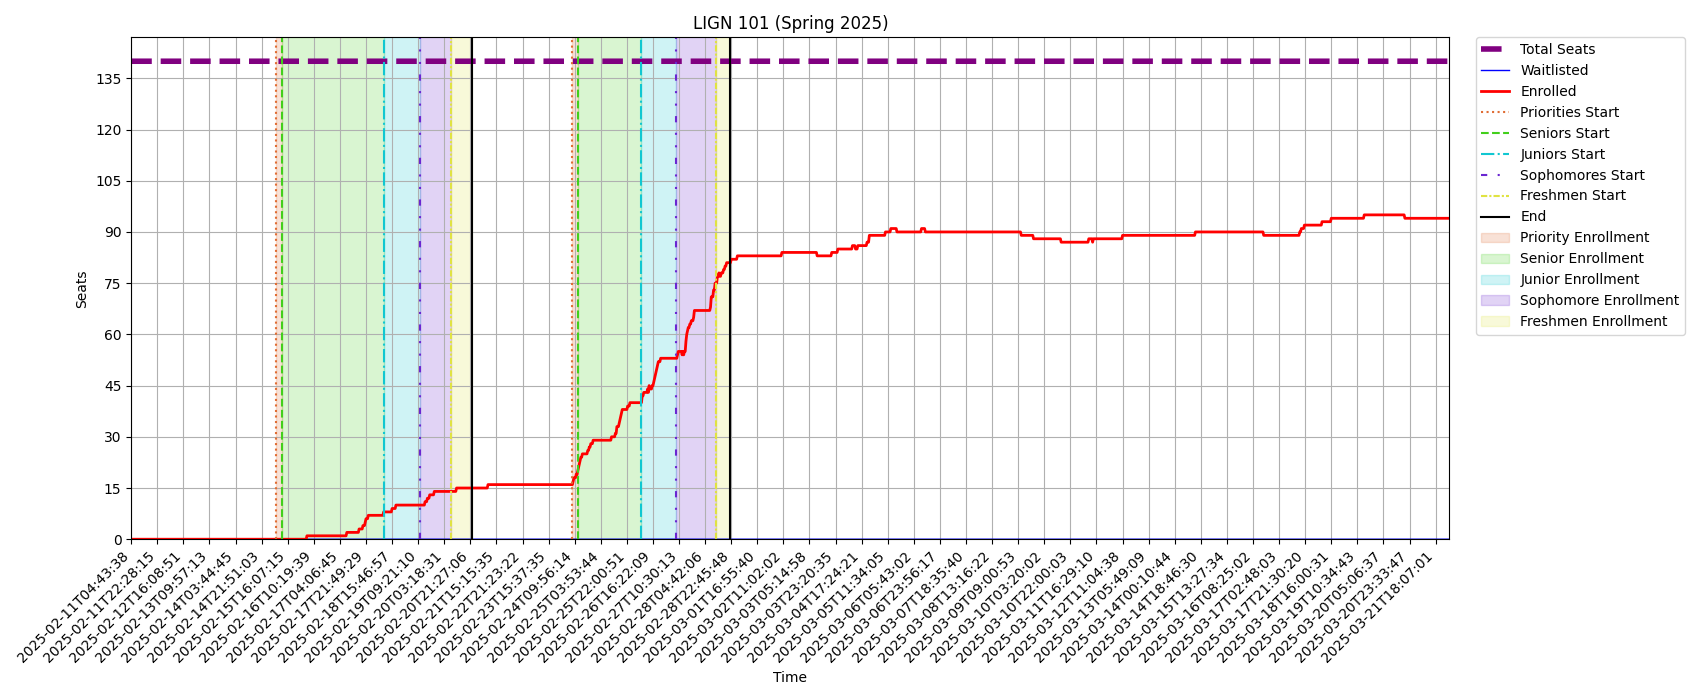 LIGN 101 (Spring 2025)
Seats
135
120
105
90
75
60
45
30
15
0
2025-02-11T04:43:38
2025-02-11T22:28:15
2025-02-12T16:08:51
2025-02-13T09:57:13
2025-02-14T03:44:45
2025-02-14T21:51:03
2025-02-15T16:07:15
2025-02-16T10:19:39
2025-02-17T04:06:45
2025-02-17T21:49:29
2025-02-18T15:46:57
2025-02-19T09:21:10
2025-02-20T03:18:31
2025-02-20T21:27:06
2025-02-21T15:15:35
2025-02-22T21:23:22
2025-02-23T15:37:35
2025-02-24T09:56:14
2025-02-25T03:53:44
2025-02-25T22:00:51
2025-02-26T16:22:09
2025-02-27T10:30:13
2025-02-28T04:42:06
2025-02-28T22:45:48
2025-03-01T16:55:40
2025-03-02T11:02:02
2025-03-03T05:14:58
2025-03-03T23:20:35
2025-03-04T17:24:21
2025-03-05T11:34:05
2025-03-06T05:43:02
2025-03-06T23:56:17
2025-03-07T18:35:40
2025-03-08T13:16:22
2025-03-09T09:00:53
2025-03-10T03:20:02
2025-03-10T22:00:03
2025-03-11T16:29:10
2025-03-12T11:04:38
2025-03-13T05:49:09
2025-03-14T00:10:44
2025-03-14T18:46:30
2025-03-15T13:27:34
2025-03-16T08:25:02
2025-03-17T02:48:03
2025-03-17T21:30:20
2025-03-18T16:00:31
2025-03-19T10:34:43
2025-03-20T05:06:37
2025-03-20T23:33:47
2025-03-21T18:07:01
Time
Total Seats
Waitlisted
Enrolled
Priorities Start
Seniors Start
Juniors Start
Sophomores Start
Freshmen Start
End
Priority Enrollment
Senior Enrollment
Junior Enrollment
Sophomore Enrollment
Freshmen Enrollment